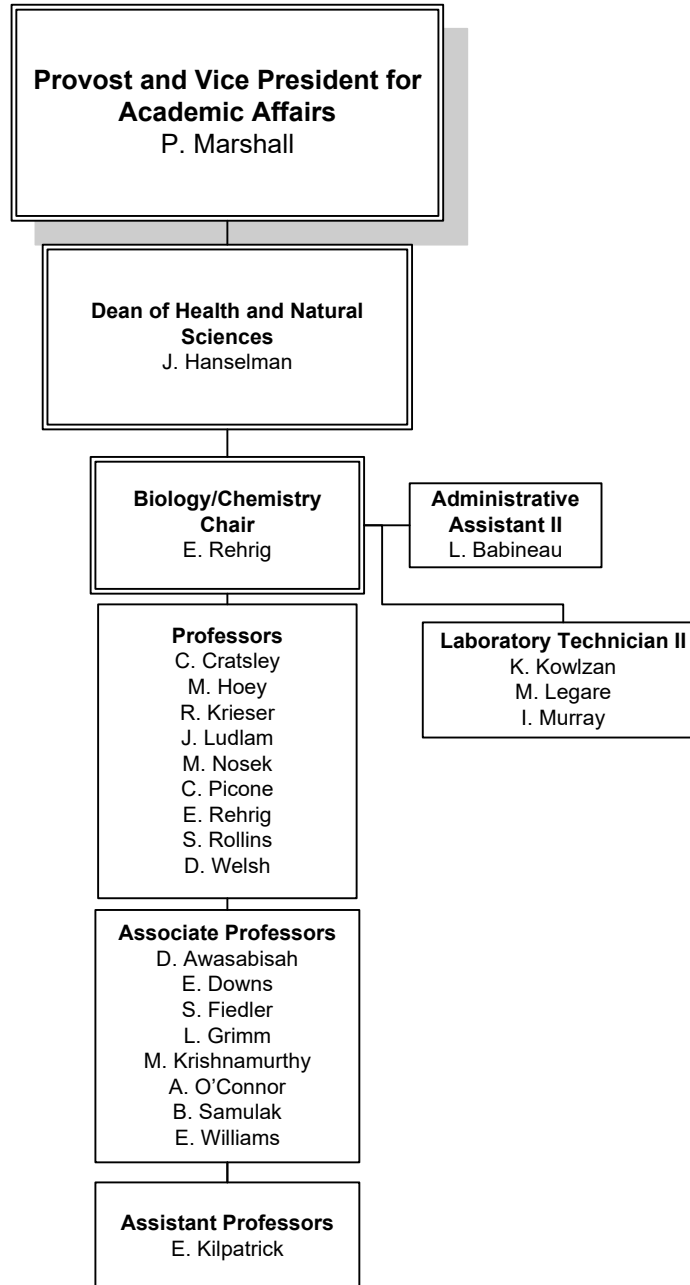 Provost and Vice President for
Academic Affairs
P. Marshall
Dean of Health and Natural
Sciences
J. Hanselman
Biology/Chemistry
Chair
E. Rehrig
Administrative
Assistant II
L. Babineau
Laboratory Technician II
K. Kowlzan
M. Legare
I. Murray
Professors
C. Cratsley
M. Hoey
R. Krieser
J. Ludlam
M. Nosek
C. Picone
E. Rehrig
S. Rollins
D. Welsh
Associate Professors
D. Awasabisah
E. Downs
S. Fiedler
L. Grimm
M. Krishnamurthy
A. O’Connor
B. Samulak
E. Williams
Assistant Professors
E. Kilpatrick